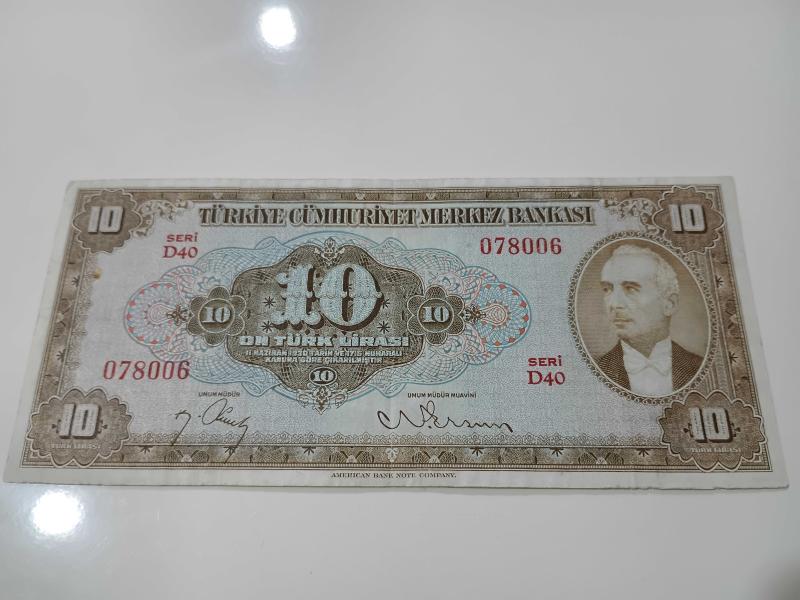 10
TÜRKİYE CÜMHURİYET MERKEZ BANKASI
10
SERİ
D40
078006
10
10
10
ON TÜRK LİRASI
11 HAZİRAN 1930 TARİH VE 1715 NUMARALI
KANUNA GÖRE ÇIKARILMIŞTIR
078006
SERİ
D40
10
UMUM MÜDÜR
UMUM MÜDÜR MUAVİNİ
10
TÜRK LİRASI
10
TÜRK LİRASI
AMERICAN BANK NOTE COMPANY.